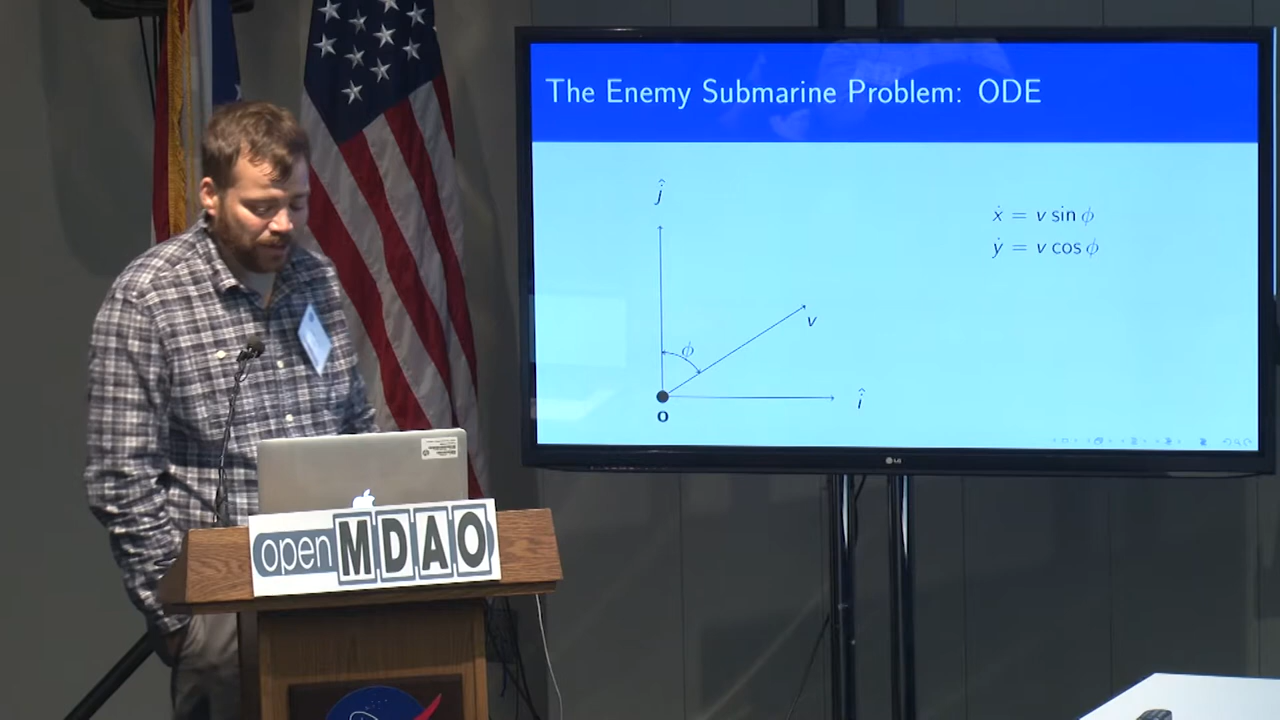 The Enemy Submarine Problem: ODE
ĵ
ẋ = v sin ϕ
ẏ = v cos ϕ
v
ϕ
î
O
LG
open MDAO